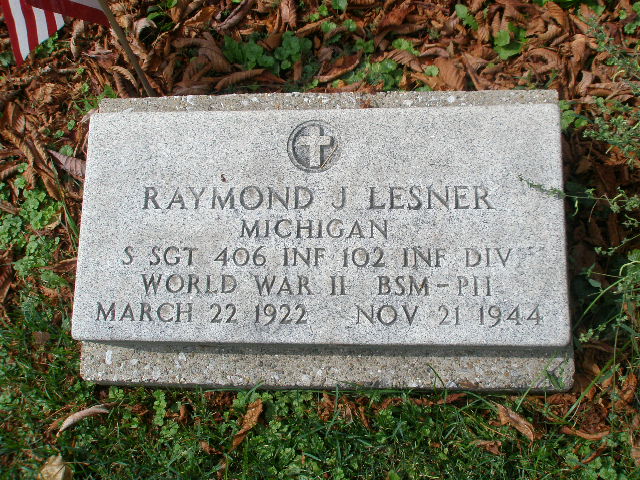 RAYMOND J LESNER
MICHIGAN
S SGT 406 INF 102 INF DIV
WORLD WAR II BSM-PH
MARCH 22 1922 NOV 21 1944